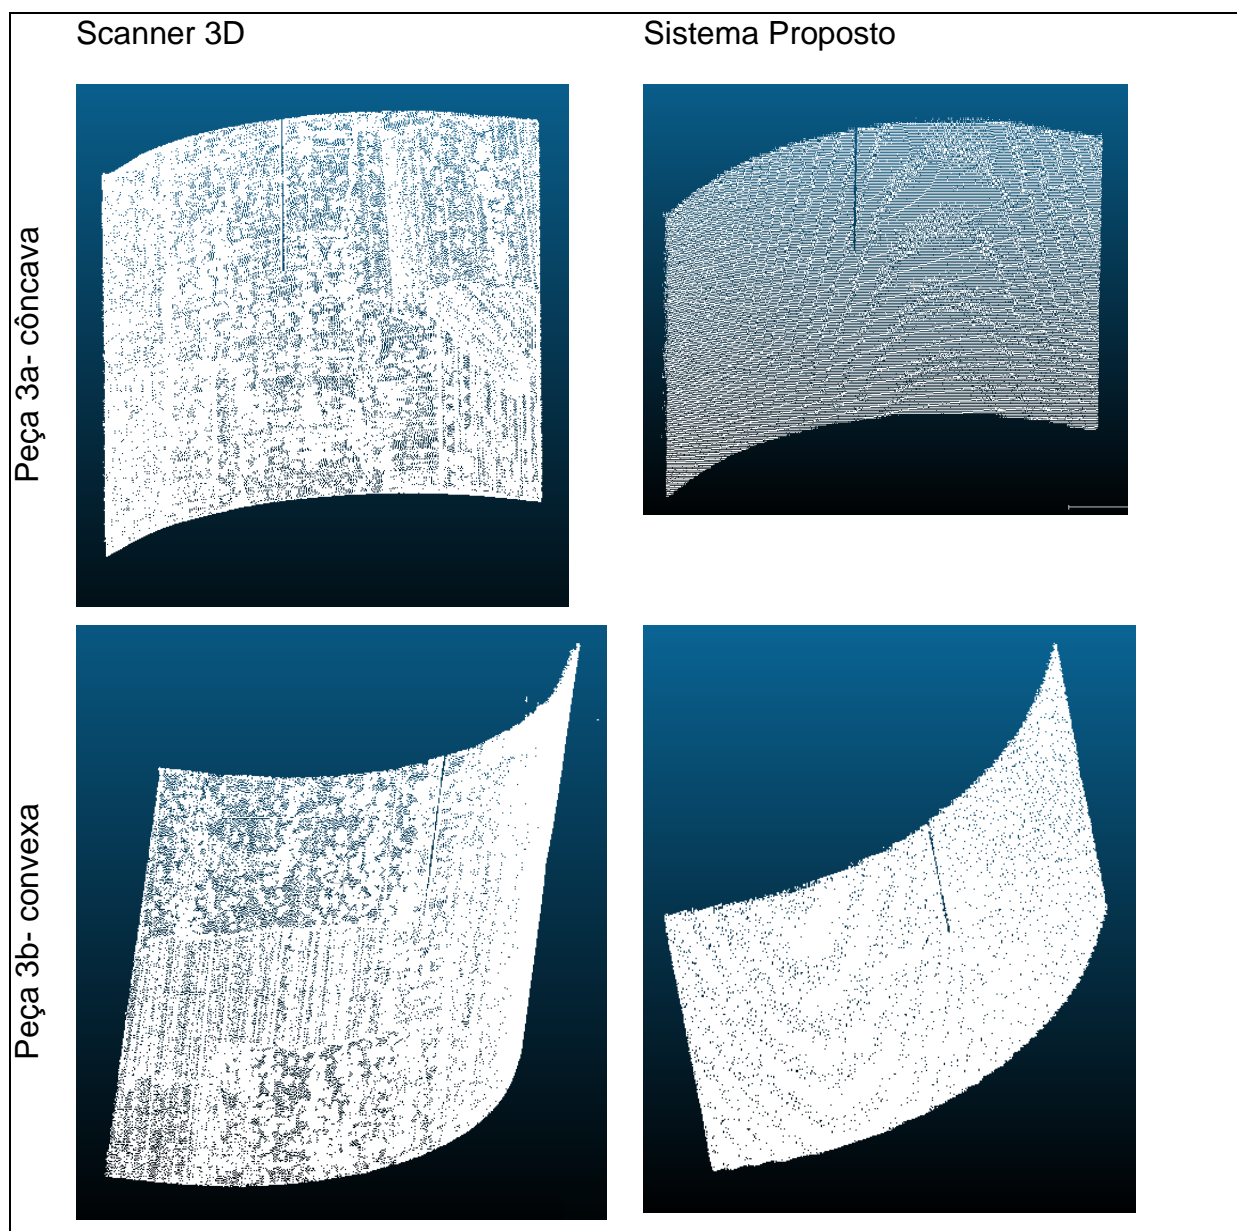 Scanner 3D
Sistema Proposto
Peça 3a- côncava
Peça 3b- convexa